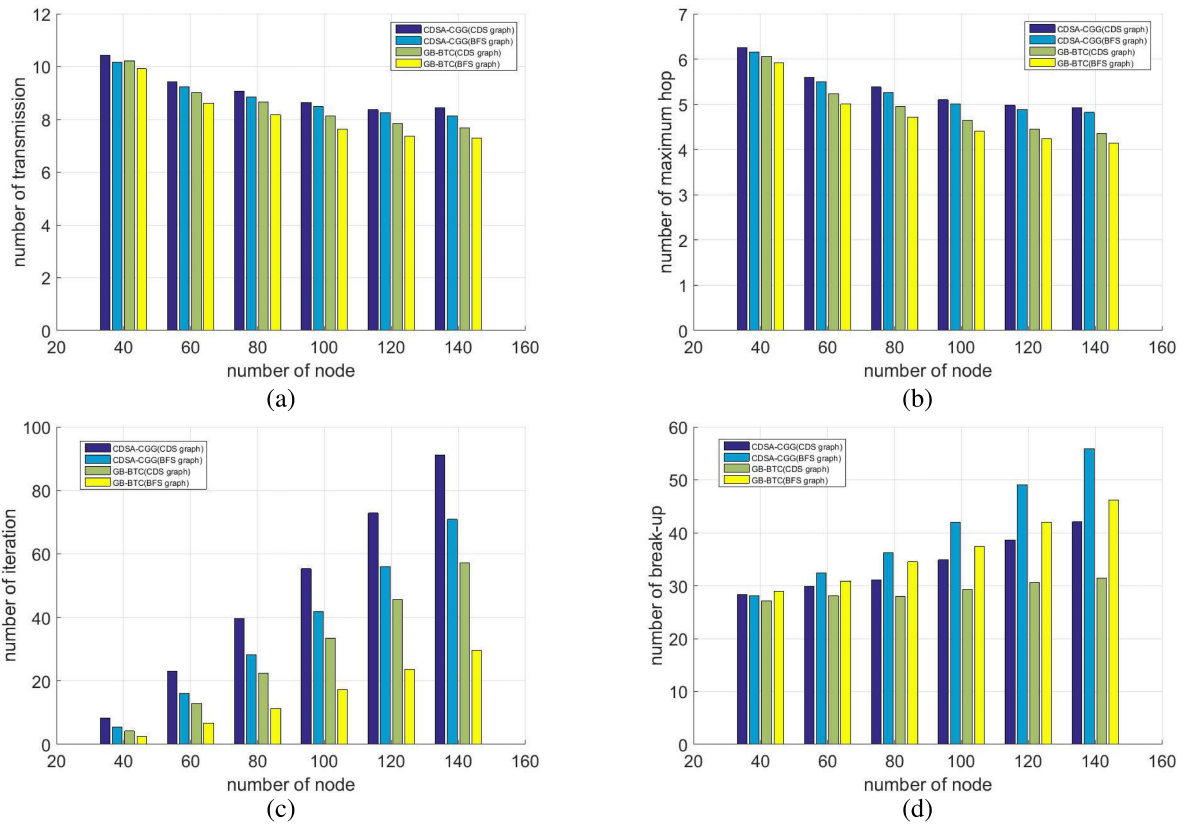 number of transmission
12
10
8
6
4
2
0
CDSA-CGG(CDS graph)
CDSA-CGG(BFS graph)
GB-BTC(CDS graph)
GB-BTC(BFS graph)
20 40 60 80 100 120 140 160
number of node
(a)
number of maximum hop
7
6
5
4
3
2
1
0
CDSA-CGG(CDS graph)
CDSA-CGG(BFS graph)
GB-BTC(CDS graph)
GB-BTC(BFS graph)
20 40 60 80 100 120 140 160
number of node
(b)
number of iteration
100
80
60
40
20
0
CDSA-CGG(CDS graph)
CDSA-CGG(BFS graph)
GB-BTC(CDS graph)
GB-BTC(BFS graph)
20 40 60 80 100 120 140 160
number of node
(c)
number of break-up
60
50
40
30
20
10
0
CDSA-CGG(CDS graph)
CDSA-CGG(BFS graph)
GB-BTC(CDS graph)
GB-BTC(BFS graph)
20 40 60 80 100 120 140 160
number of node
(d)